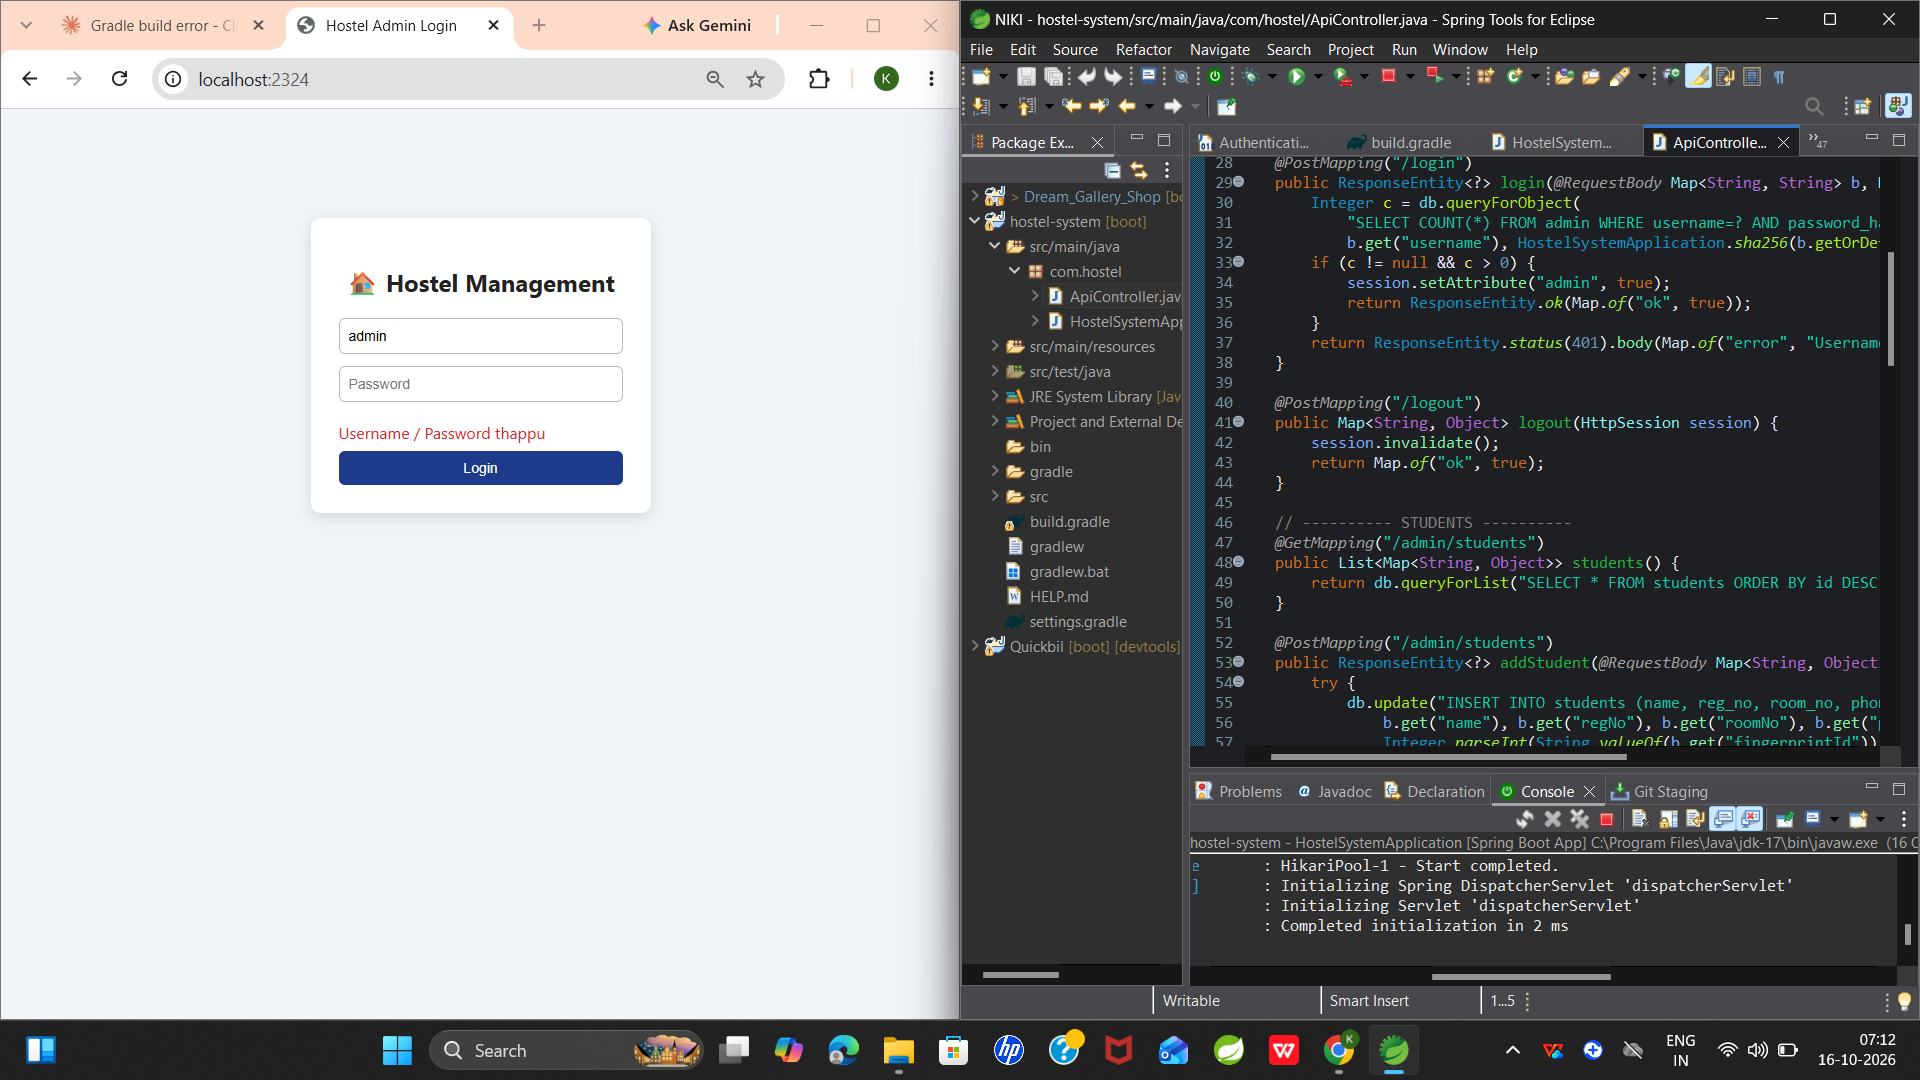 Gradle build error - Cl
Hostel Admin Login
Ask Gemini
localhost:2324
K
🏠 Hostel Management
admin
Password
Username / Password thappu
Login
NIKI - hostel-system/src/main/java/com/hostel/ApiController.java - Spring Tools for Eclipse
File Edit Source Refactor Navigate Search Project Run Window Help
Package Ex...
> Dream_Gallery_Shop [bo
hostel-system [boot]
src/main/java
com.hostel
ApiController.jav
HostelSystemApp
src/main/resources
src/test/java
JRE System Library [Jav
Project and External De
bin
gradle
src
build.gradle
gradlew
gradlew.bat
HELP.md
settings.gradle
Quickbil [boot] [devtools]
Authenticati... build.gradle HostelSystem... ApiControlle... »47
28 @PostMapping("/login")
29 public ResponseEntity<?> login(@RequestBody Map<String, String> b,
30 Integer c = db.queryForObject(
31 "SELECT COUNT(*) FROM admin WHERE username=? AND password_ha
32 b.get("username"), HostelSystemApplication.sha256(b.getOrDe
33 if (c != null && c > 0) {
34 session.setAttribute("admin", true);
35 return ResponseEntity.ok(Map.of("ok", true));
36 }
37 return ResponseEntity.status(401).body(Map.of("error", "Usernam
38 }
39
40 @PostMapping("/logout")
41 public Map<String, Object> logout(HttpSession session) {
42 session.invalidate();
43 return Map.of("ok", true);
44 }
45
46 // ---------- STUDENTS ----------
47 @GetMapping("/admin/students")
48 public List<Map<String, Object>> students() {
49 return db.queryForList("SELECT * FROM students ORDER BY id DESC
50 }
51
52 @PostMapping("/admin/students")
53 public ResponseEntity<?> addStudent(@RequestBody Map<String, Object
54 try {
55 db.update("INSERT INTO students (name, reg_no, room_no, phon
56 b.get("name"), b.get("regNo"), b.get("roomNo"), b.get("p
57 Integer.parseInt(String.valueOf(b.get("fingerprintId"))
Problems Javadoc Declaration Console Git Staging
hostel-system - HostelSystemApplication [Spring Boot App] C:\Program Files\Java\jdk-17\bin\javaw.exe (16 O
e : HikariPool-1 - Start completed.
] : Initializing Spring DispatcherServlet 'dispatcherServlet'
: Initializing Servlet 'dispatcherServlet'
: Completed initialization in 2 ms
Writable Smart Insert 1...5
Search
ENG
IN
07:12
16-10-2026